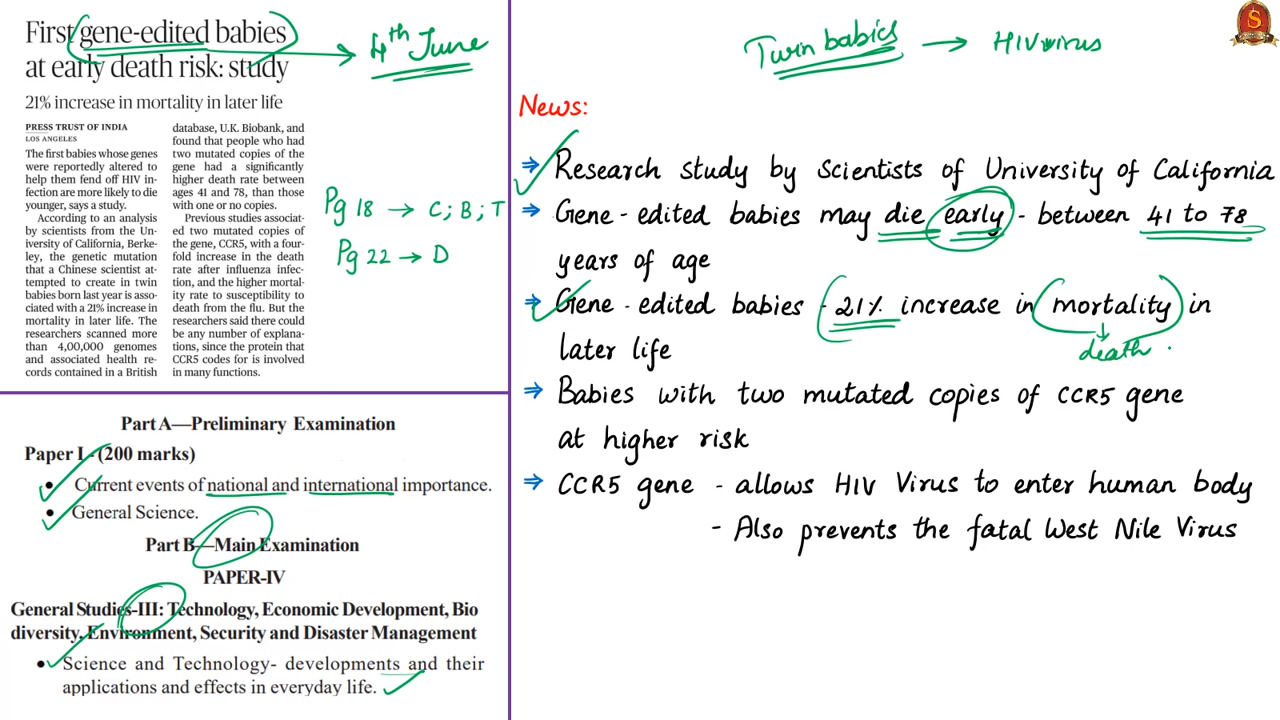 First gene-edited babies
at early death risk: study
21% increase in mortality in later life
PRESS TRUST OF INDIA
LOS ANGELES
The first babies whose genes
were reportedly altered to
help them fend off HIV in-
fection are more likely to die
younger, says a study.
According to an analysis
by scientists from the Un-
iversity of California, Berke-
ley, the genetic mutation
that a Chinese scientist at-
tempted to create in twin
babies born last year is asso-
ciated with a 21% increase in
mortality in later life. The
researchers scanned more
than 4,00,000 genomes
and associated health re-
cords contained in a British
database, U.K. Biobank, and
found that people who had
two mutated copies of the
gene had a significantly
higher death rate between
ages 41 and 78, than those
with one or no copies.
Previous studies associat-
ed two mutated copies of
the gene, CCR5, with a four-
fold increase in the death
rate after influenza infec-
tion, and the higher mortal-
ity rate to susceptibility to
death from the flu. But the
researchers said there could
be any number of explana-
tions, since the protein that
CCR5 codes for is involved
in many functions.
4th June
Pg 18 → C; B; T
Pg 22 → D
Part A—Preliminary Examination
Paper I- (200 marks)
• Current events of national and international importance.
• General Science.
Part B—Main Examination
PAPER-IV
General Studies-III: Technology, Economic Development, Bio
diversity, Environment, Security and Disaster Management
• Science and Technology- developments and their
applications and effects in everyday life.
Twin babies → HIV virus
News:
⇒ Research study by Scientists of University of California
⇒ Gene - edited babies may die early - between 41 to 78
years of age
⇒ Gene - edited babies - 21% increase in mortality in
later life
death
⇒ Babies with two mutated copies of CCR5 gene
at higher risk
⇒ CCR5 gene - allows HIV Virus to enter human body
- Also prevents the fatal West Nile Virus